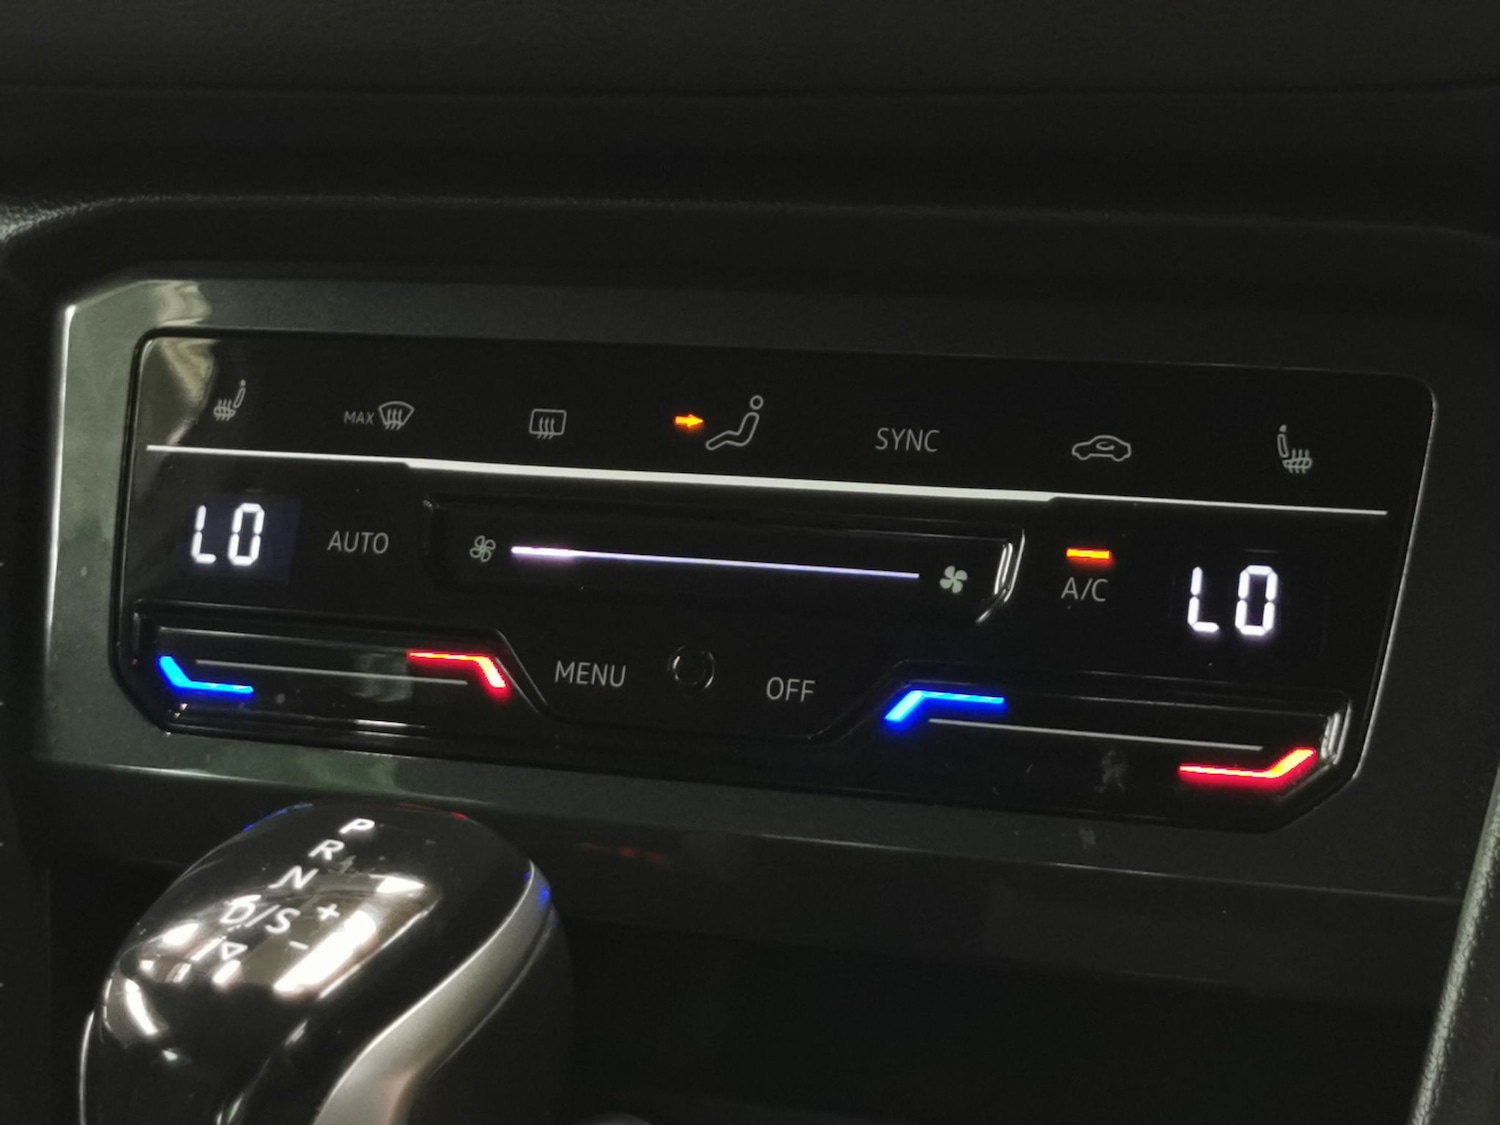 MAX
SYNC
LO AUTO A/C LO
MENU OFF
P
R
N
D/S + -